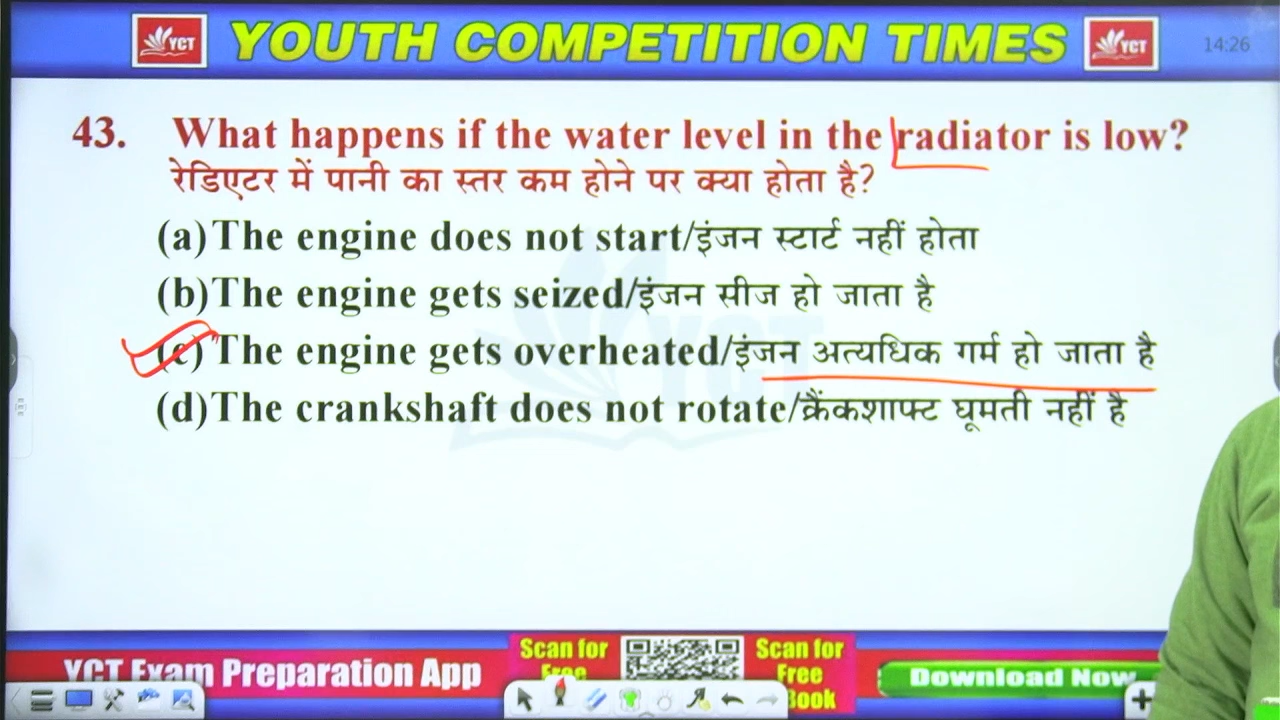 YCT
YOUTH COMPETITION TIMES
YCT
14:26
43. What happens if the water level in the radiator is low?
रेडिएटर में पानी का स्तर कम होने पर क्या होता है?
(a) The engine does not start/इंजन स्टार्ट नहीं होता
(b) The engine gets seized/इंजन सीज हो जाता है
(c) The engine gets overheated/इंजन अत्यधिक गर्म हो जाता है
(d) The crankshaft does not rotate/क्रैंकशाफ्ट घूमती नहीं है
YCT
YCT Exam Preparation App
Scan for
Free
Scan for
Free
Book
Download Now